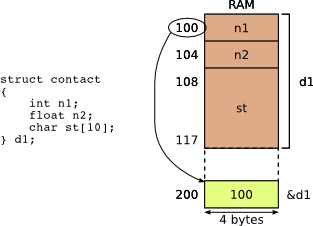 RAM
100 n1
104 n2
108
st
117
d1
struct contact
{
int n1;
float n2;
char st[10];
} d1;
200 100 &d1
4 bytes